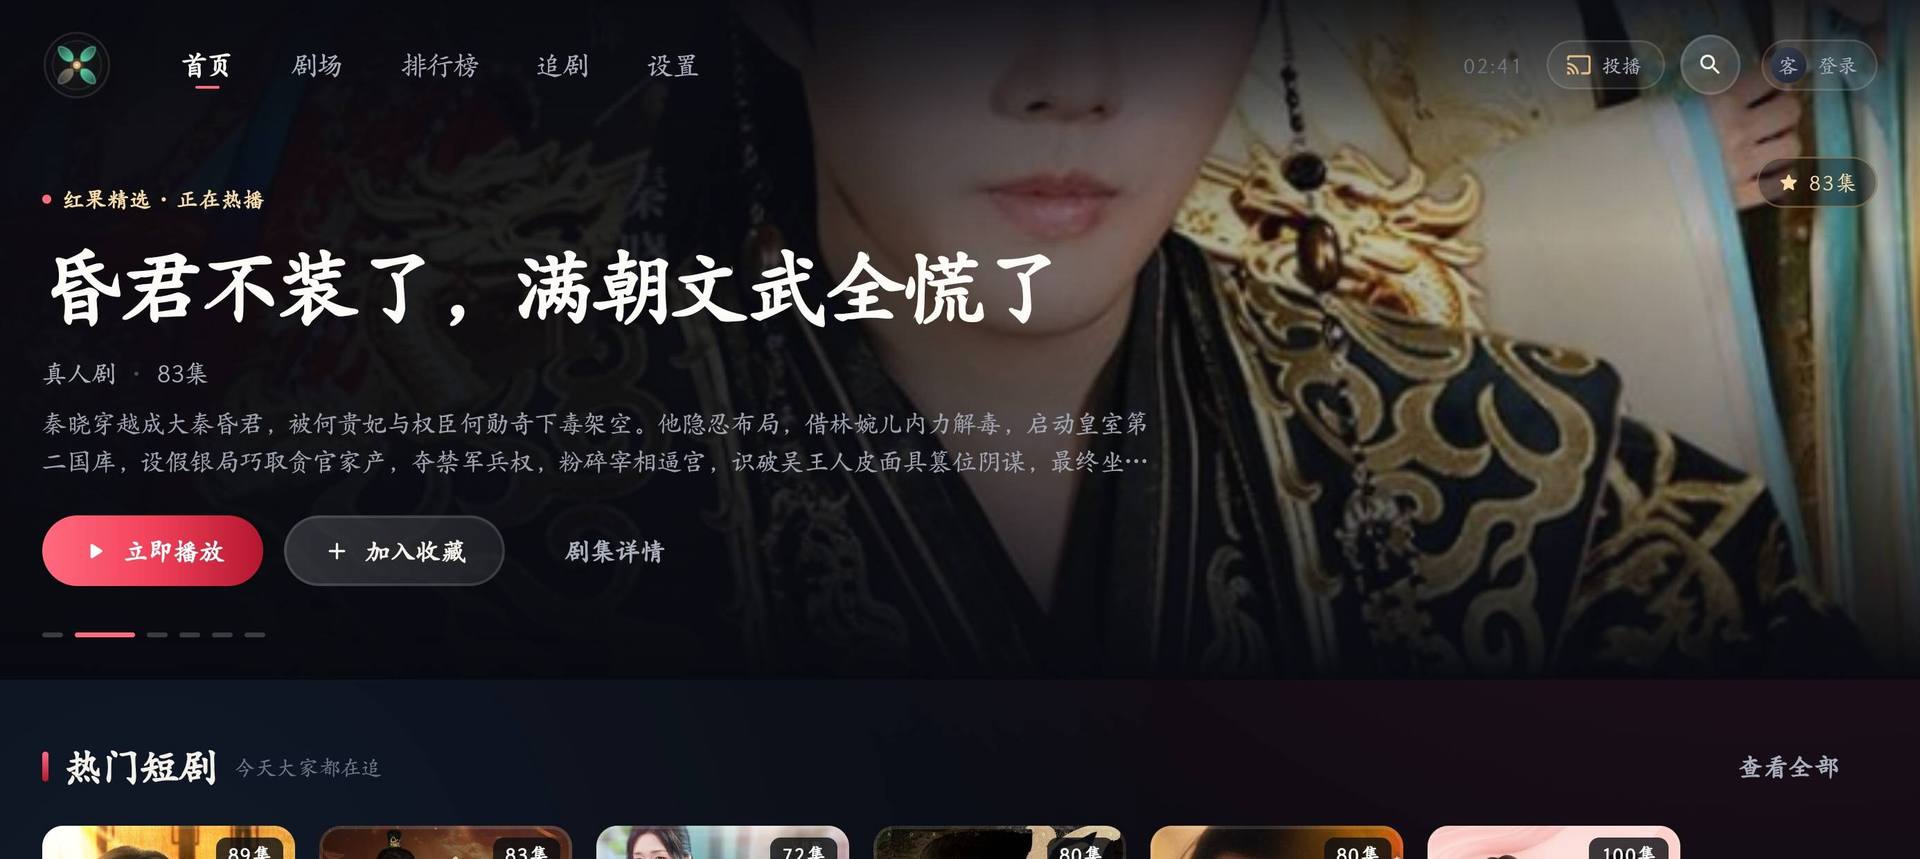 首页
剧场
排行榜
追剧
设置
02:41
投播
客
登录
83集
红果精选·正在热播
昏君不装了，满朝文武全慌了
真人剧 · 83集
秦晓穿越成大秦昏君，被何贵妃与权臣何勋奇下毒架空。他隐忍布局，借林婉儿内力解毒，启动皇室第
二国库，设假银局巧取贪官家产，夺禁军兵权，粉碎宰相逼宫，识破吴王人皮面具篡位阴谋，最终坐…
立即播放
加入收藏
剧集详情
热门短剧
今天大家都在追
查看全部
89集
83集
72集
80集
80集
100集